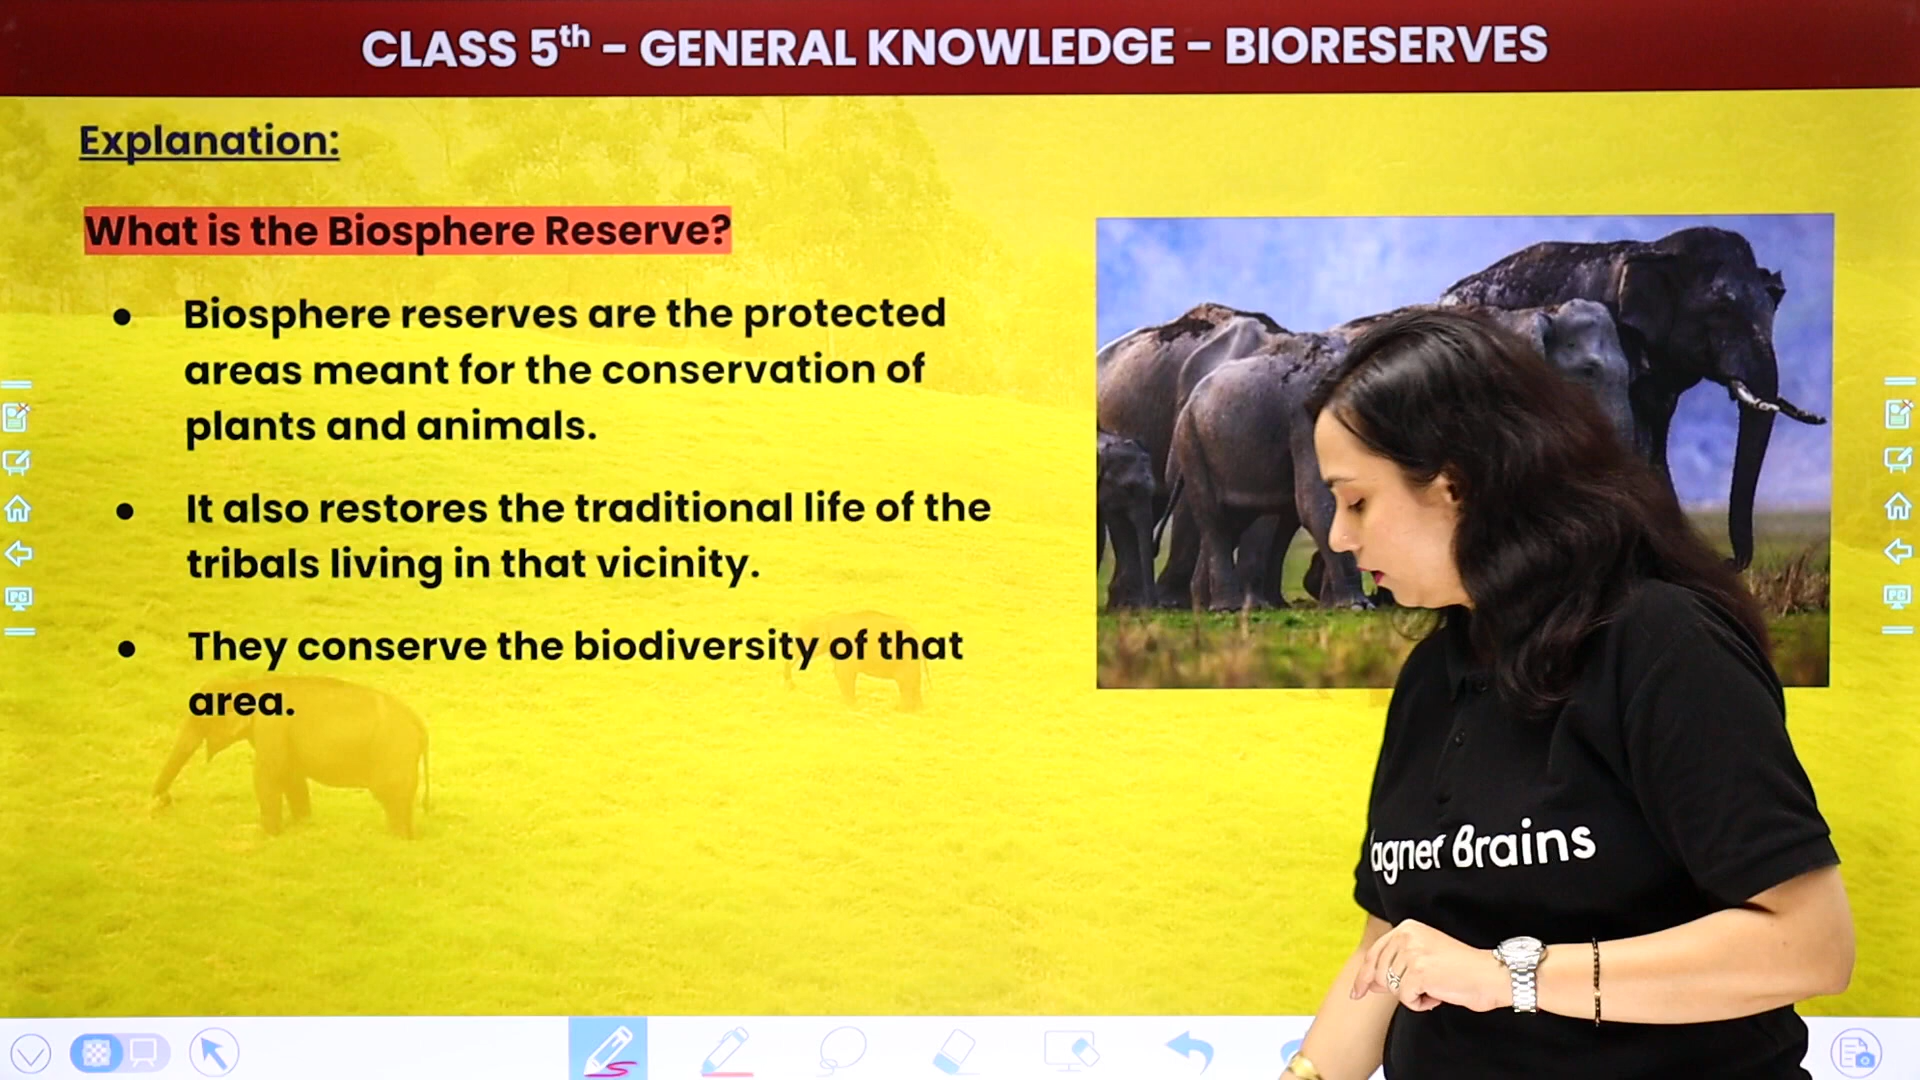 CLASS 5th - GENERAL KNOWLEDGE - BIORESERVES
Explanation:
What is the Biosphere Reserve?
● Biosphere reserves are the protected
areas meant for the conservation of
plants and animals.
● It also restores the traditional life of the
tribals living in that vicinity.
● They conserve the biodiversity of that
area.
agner Brains
PC
PC